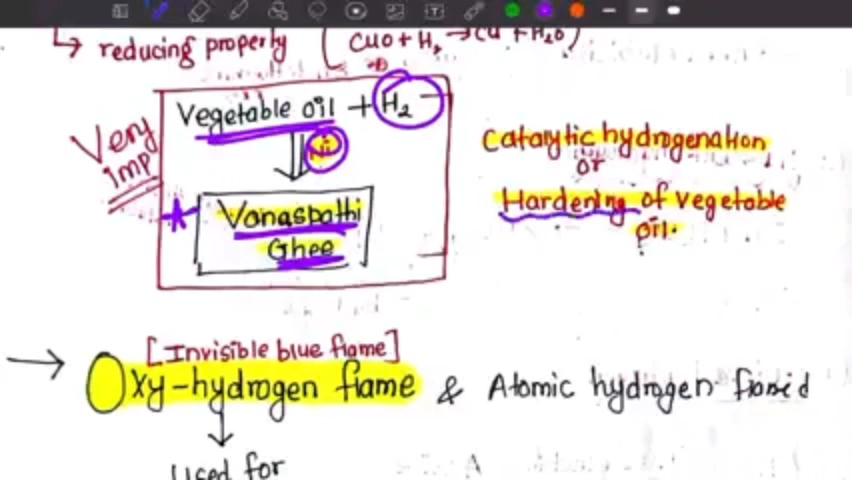 ↳ reducing property (CuO + H₂ → Cu + H₂O)
Very
imp
Vegetable oil + H₂
Ni
Vanaspathi
Ghee
Catalytic hydrogenation
or
Hardening of vegetable
oil.
[Invisible blue flame]
→ Oxy-hydrogen flame & Atomic hydrogen
Used for